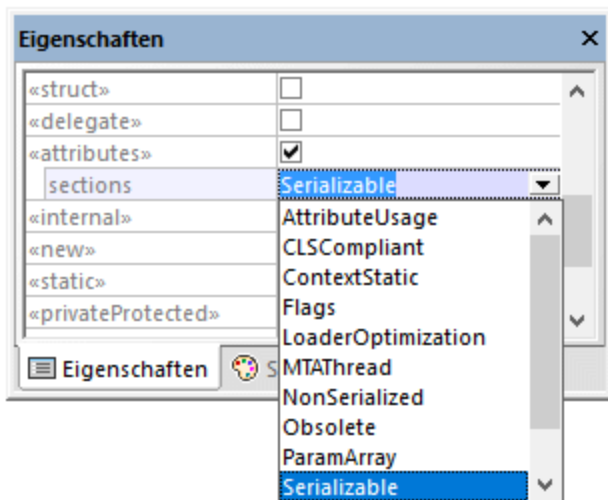 Eigenschaften
«struct»
«delegate»
«attributes»
sections Serializable
«internal»
«new»
«static»
«privateProtected»
AttributeUsage
CLSCompliant
ContextStatic
Flags
LoaderOptimization
MTAThread
NonSerialized
Obsolete
ParamArray
Serializable
Eigenschaften S